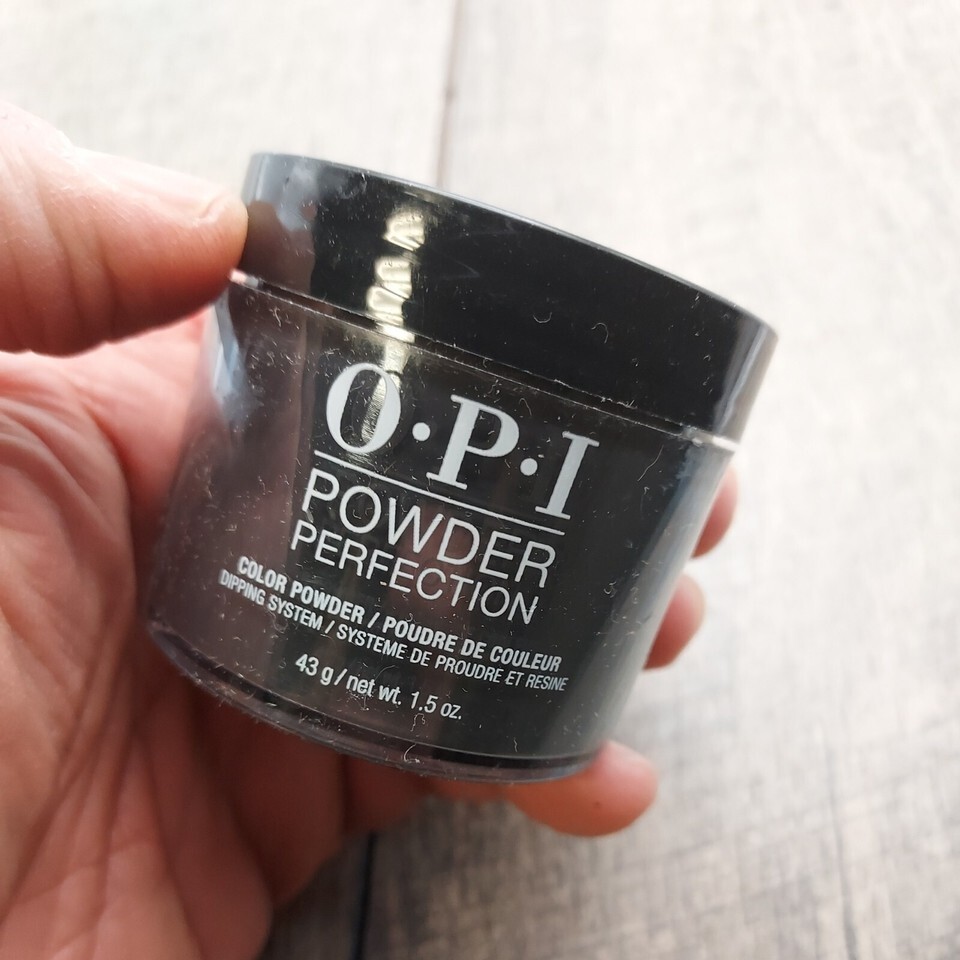 O·P·I
POWDER
PERFECTION
COLOR POWDER / POUDRE DE COULEUR
DIPPING SYSTEM / SYSTEME DE PROUDRE ET RESINE
43 g / net wt. 1.5 oz.